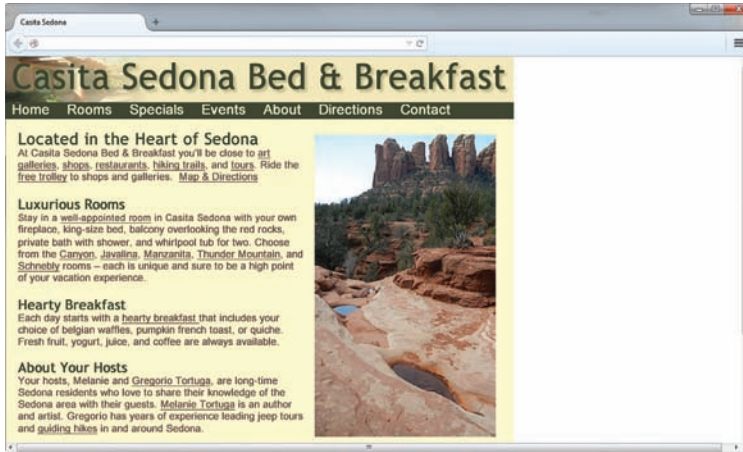 Casita Sedona
Casita Sedona Bed & Breakfast
Home Rooms Specials Events About Directions Contact
Located in the Heart of Sedona
At Casita Sedona Bed & Breakfast you'll be close to art
galleries, shops, restaurants, hiking trails, and tours. Ride the
free trolley to shops and galleries. Map & Directions
Luxurious Rooms
Stay in a well-appointed room in Casita Sedona with your own
fireplace, king-size bed, balcony overlooking the red rocks,
private bath with shower, and whirlpool tub for two. Choose
from the Canyon, Javalina, Manzanita, Thunder Mountain, and
Schnebly rooms – each is unique and sure to be a high point
of your vacation experience.
Hearty Breakfast
Each day starts with a hearty breakfast that includes your
choice of belgian waffles, pumpkin french toast, or quiche.
Fresh fruit, yogurt, juice, and coffee are always available.
About Your Hosts
Your hosts, Melanie and Gregorio Tortuga, are long-time
Sedona residents who love to share their knowledge of the
Sedona area with their guests. Melanie Tortuga is an author
and artist. Gregorio has years of experience leading jeep tours
and guiding hikes in and around Sedona.